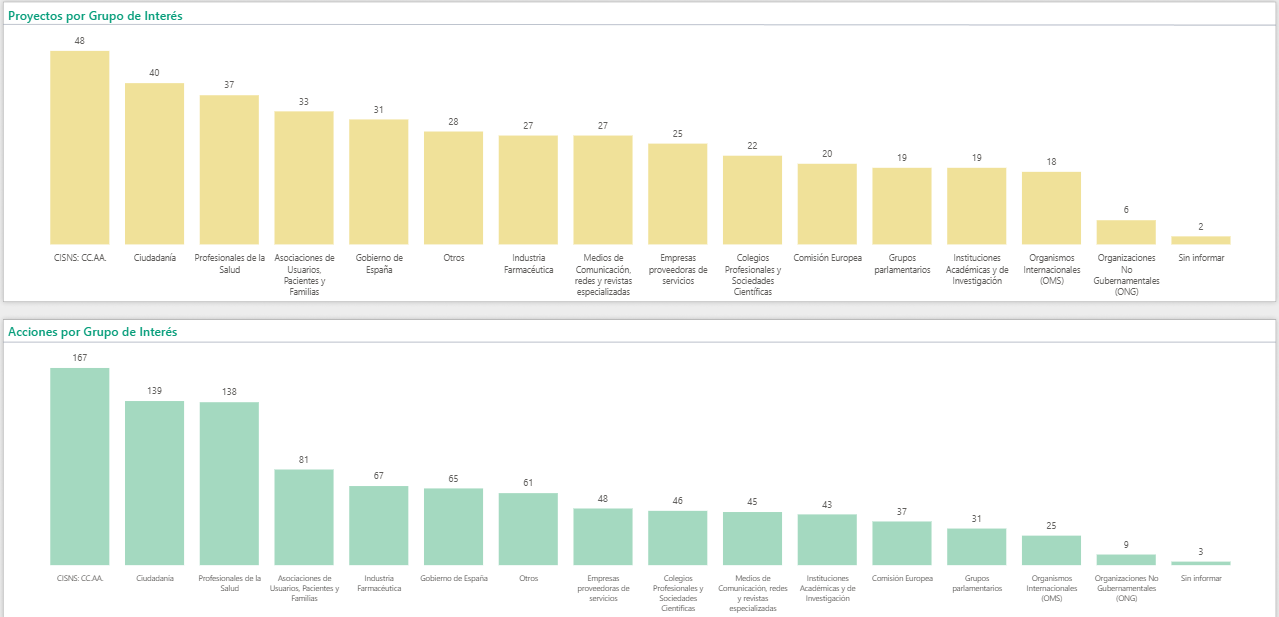 Proyectos por Grupo de Interés
48
40
37
33
31
28
27
27
25
22
20
19
19
18
6
2
CISNS: CC.AA.
Ciudadanía
Profesionales de la
Salud
Asociaciones de
Usuarios,
Pacientes y
Familias
Gobierno de
España
Otros
Industria
Farmacéutica
Medios de
Comunicación,
redes y revistas
especializadas
Empresas
proveedoras de
servicios
Colegios
Profesionales y
Sociedades
Científicas
Comisión Europea
Grupos
parlamentarios
Instituciones
Académicas y de
Investigación
Organismos
Internacionales
(OMS)
Organizaciones
No
Gubernamentales
(ONG)
Sin informar
Acciones por Grupo de Interés
167
139
138
81
67
65
61
48
46
45
43
37
31
25
9
3
CISNS: CC.AA.
Ciudadanía
Profesionales de la
Salud
Asociaciones de
Usuarios, Pacientes y
Familias
Industria
Farmacéutica
Gobierno de España
Otros
Empresas
proveedoras de
servicios
Colegios
Profesionales y
Sociedades
Científicas
Medios de
Comunicación, redes
y revistas
especializadas
Instituciones
Académicas y de
Investigación
Comisión Europea
Grupos
parlamentarios
Organismos
Internacionales
(OMS)
Organizaciones No
Gubernamentales
(ONG)
Sin informar